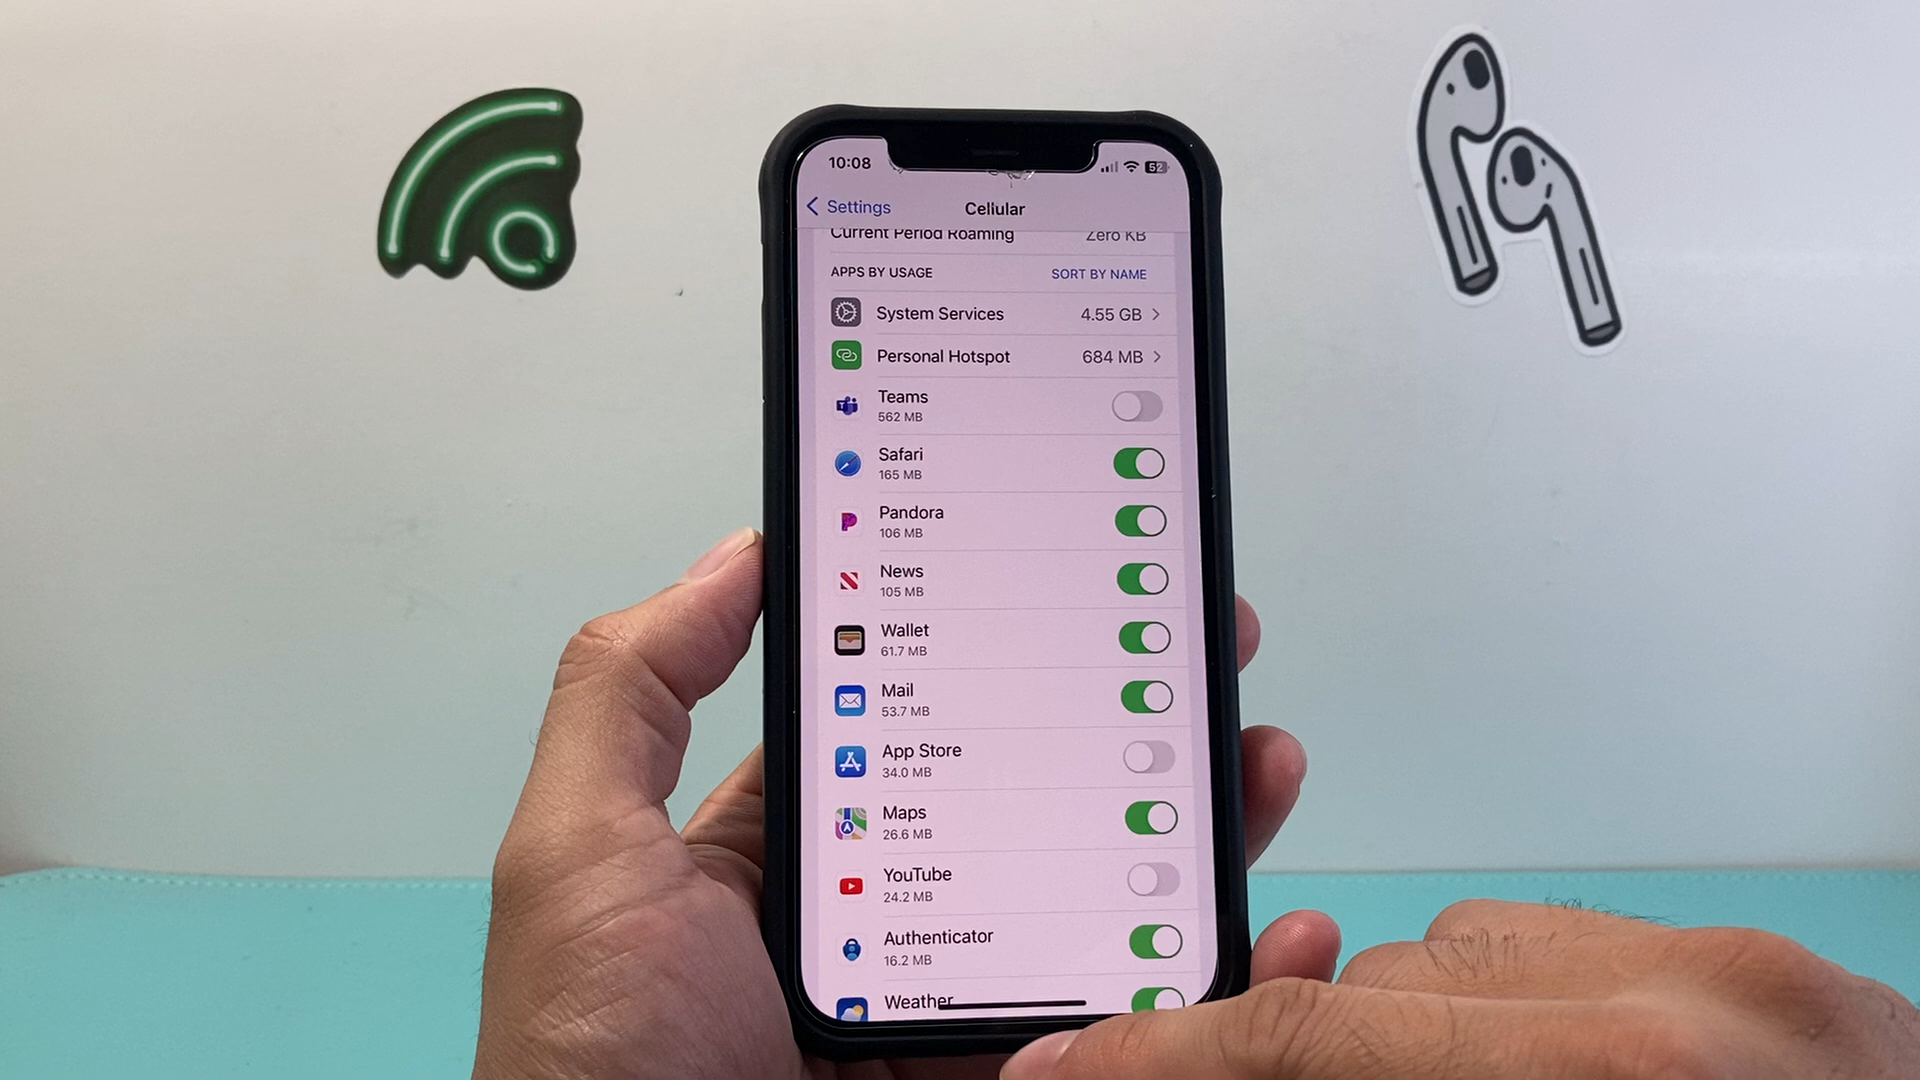 10:08
52
Settings
Cellular
Current Period Roaming Zero KB
APPS BY USAGE SORT BY NAME
System Services 4.55 GB
Personal Hotspot 684 MB
Teams
562 MB
Safari
165 MB
Pandora
106 MB
News
105 MB
Wallet
61.7 MB
Mail
53.7 MB
App Store
34.0 MB
Maps
26.6 MB
YouTube
24.2 MB
Authenticator
16.2 MB
Weather